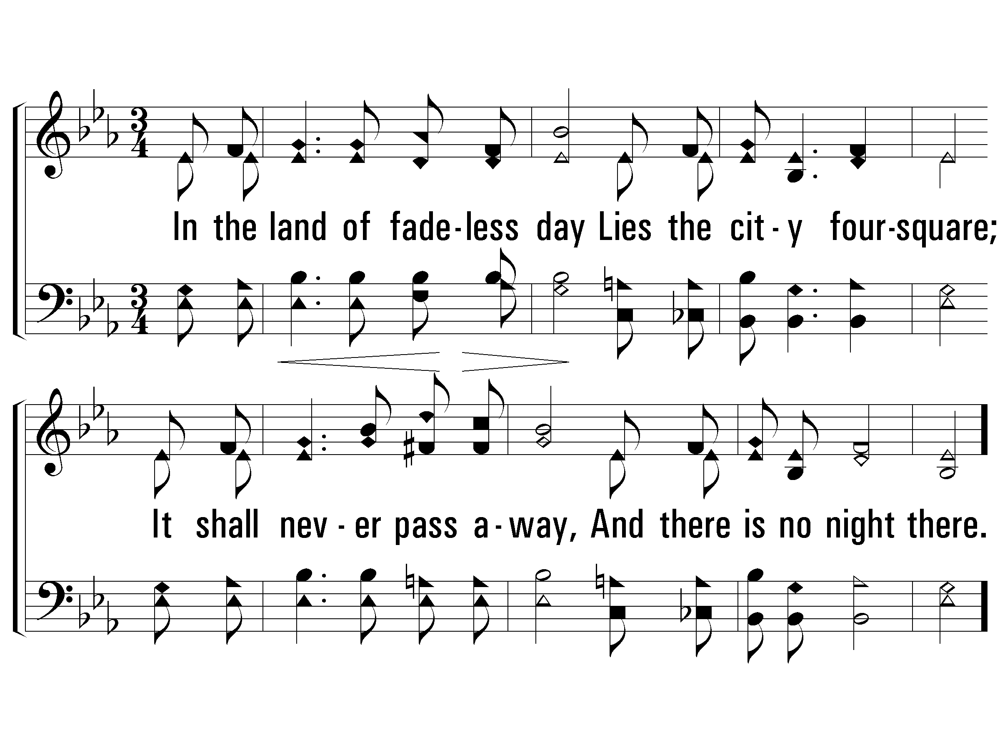 In the land of fade-less day Lies the cit-y four-square;
It shall nev-er pass a-way, And there is no night there.